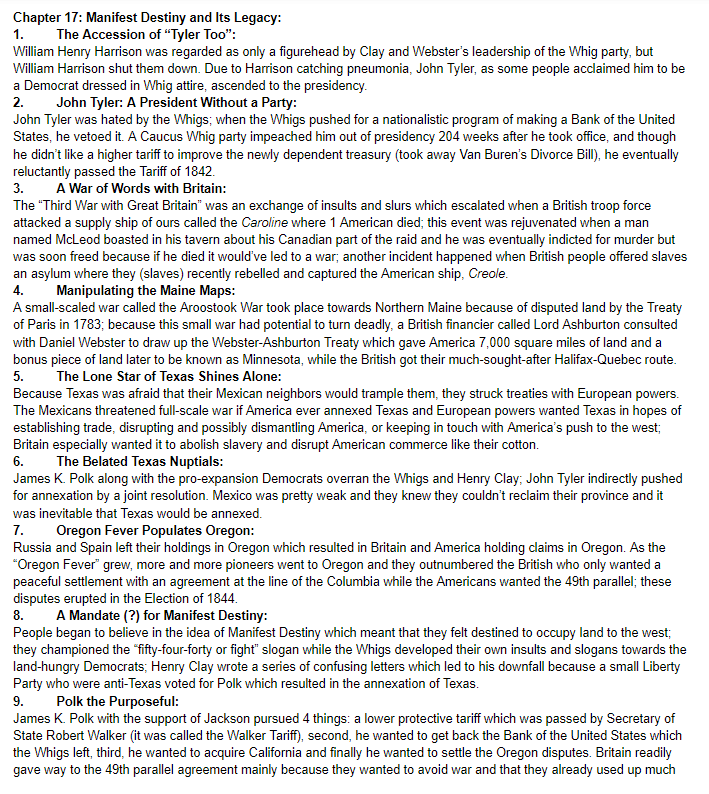 Chapter 17: Manifest Destiny and Its Legacy:
1. The Accession of “Tyler Too”:
William Henry Harrison was regarded as only a figurehead by Clay and Webster’s leadership of the Whig party, but
William Harrison shut them down. Due to Harrison catching pneumonia, John Tyler, as some people acclaimed him to be
a Democrat dressed in Whig attire, ascended to the presidency.
2. John Tyler: A President Without a Party:
John Tyler was hated by the Whigs; when the Whigs pushed for a nationalistic program of making a Bank of the United
States, he vetoed it. A Caucus Whig party impeached him out of presidency 204 weeks after he took office, and though
he didn’t like a higher tariff to improve the newly dependent treasury (took away Van Buren’s Divorce Bill), he eventually
reluctantly passed the Tariff of 1842.
3. A War of Words with Britain:
The “Third War with Great Britain” was an exchange of insults and slurs which escalated when a British troop force
attacked a supply ship of ours called the Caroline where 1 American died; this event was rejuvenated when a man
named McLeod boasted in his tavern about his Canadian part of the raid and he was eventually indicted for murder but
was soon freed because if he died it would’ve led to a war; another incident happened when British people offered slaves
an asylum where they (slaves) recently rebelled and captured the American ship, Creole.
4. Manipulating the Maine Maps:
A small-scaled war called the Aroostook War took place towards Northern Maine because of disputed land by the Treaty
of Paris in 1783; because this small war had potential to turn deadly, a British financier called Lord Ashburton consulted
with Daniel Webster to draw up the Webster-Ashburton Treaty which gave America 7,000 square miles of land and a
bonus piece of land later to be known as Minnesota, while the British got their much-sought-after Halifax-Quebec route.
5. The Lone Star of Texas Shines Alone:
Because Texas was afraid that their Mexican neighbors would trample them, they struck treaties with European powers.
The Mexicans threatened full-scale war if America ever annexed Texas and European powers wanted Texas in hopes of
establishing trade, disrupting and possibly dismantling America, or keeping in touch with America’s push to the west;
Britain especially wanted it to abolish slavery and disrupt American commerce like their cotton.
6. The Belated Texas Nuptials:
James K. Polk along with the pro-expansion Democrats overran the Whigs and Henry Clay; John Tyler indirectly pushed
for annexation by a joint resolution. Mexico was pretty weak and they knew they couldn’t reclaim their province and it
was inevitable that Texas would be annexed.
7. Oregon Fever Populates Oregon:
Russia and Spain left their holdings in Oregon which resulted in Britain and America holding claims in Oregon. As the
“Oregon Fever” grew, more and more pioneers went to Oregon and they outnumbered the British who only wanted a
peaceful settlement with an agreement at the line of the Columbia while the Americans wanted the 49th parallel; these
disputes erupted in the Election of 1844.
8. A Mandate (?) for Manifest Destiny:
People began to believe in the idea of Manifest Destiny which meant that they felt destined to occupy land to the west;
they championed the “fifty-four-forty or fight” slogan while the Whigs developed their own insults and slogans towards the
land-hungry Democrats; Henry Clay wrote a series of confusing letters which led to his downfall because a small Liberty
Party who were anti-Texas voted for Polk which resulted in the annexation of Texas.
9. Polk the Purposeful:
James K. Polk with the support of Jackson pursued 4 things: a lower protective tariff which was passed by Secretary of
State Robert Walker (it was called the Walker Tariff), second, he wanted to get back the Bank of the United States which
the Whigs left, third, he wanted to acquire California and finally he wanted to settle the Oregon disputes. Britain readily
gave way to the 49th parallel agreement mainly because they wanted to avoid war and that they already used up much